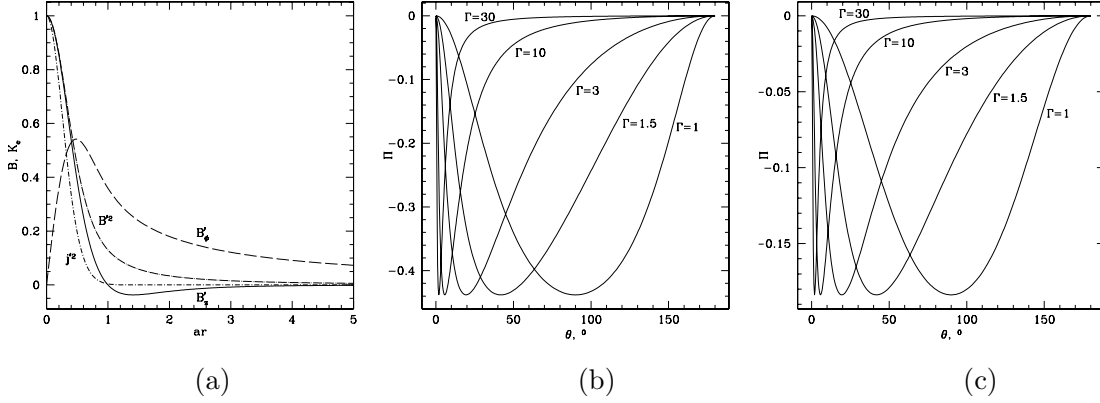 B, K_e
1
0.8
0.6
0.4
0.2
0
B'^2
j'^2
B'_φ
B'_z
0 1 2 3 4 5
ar
(a)
Π
0
−0.1
−0.2
−0.3
−0.4
Γ=30
Γ=10
Γ=3
Γ=1.5
Γ=1
0 50 100 150
θ, °
(b)
Π
0
−0.05
−0.1
−0.15
Γ=30
Γ=10
Γ=3
Γ=1.5
Γ=1
0 50 100 150
θ, °
(c)